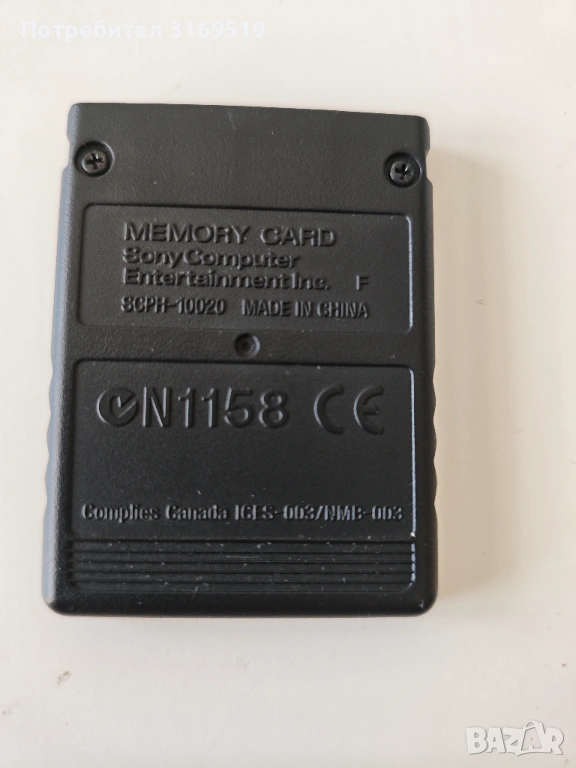 Потребител 3169519
MEMORY CARD
Sony Computer
Entertainment Inc. F
SCPH-10020 MADE IN CHINA
N1158 CE
Complies Canada ICES-003/NMB-003
BAZAR